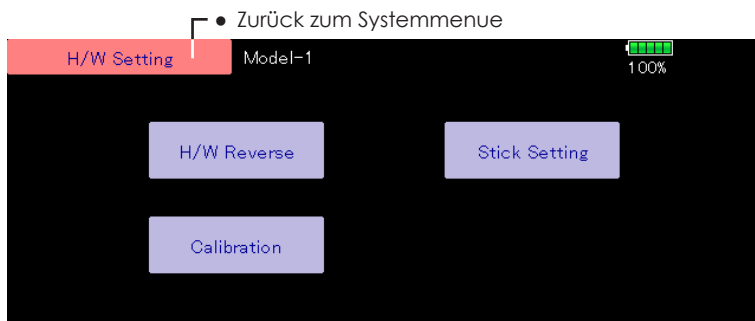 Zurück zum Systemmenue
H/W Setting Model-1
100%
H/W Reverse Stick Setting
Calibration